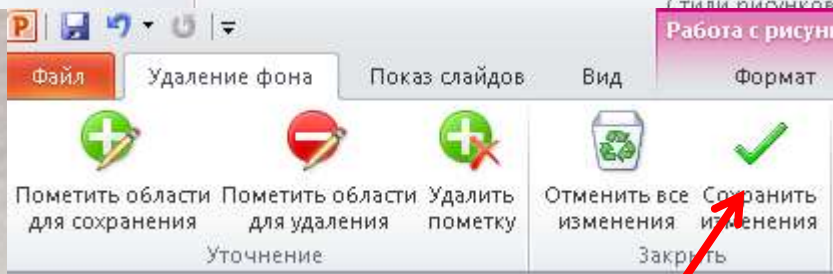 Стили рисунков
Работа с рисун
Файл Удаление фона Показ слайдов Вид Формат
Пометить области Пометить области Удалить Отменить все Сохранить
для сохранения для удаления пометку изменения изменения
Уточнение Закрыть